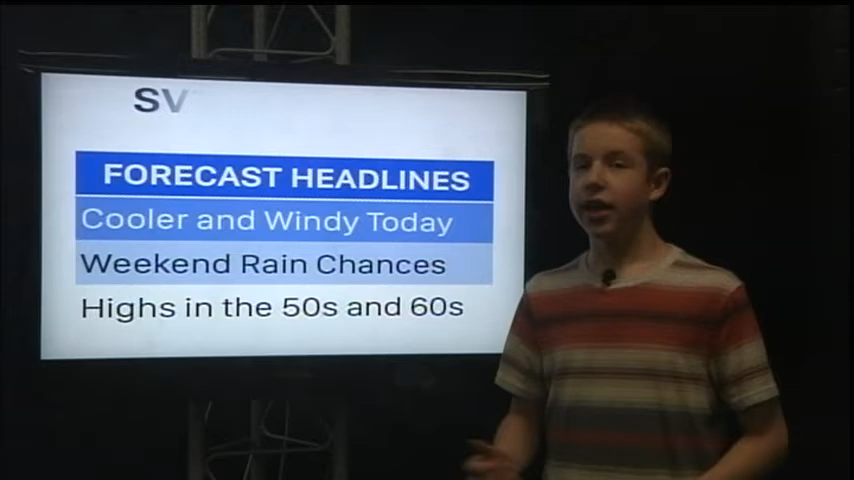 SV
FORECAST HEADLINES
Cooler and Windy Today
Weekend Rain Chances
Highs in the 50s and 60s